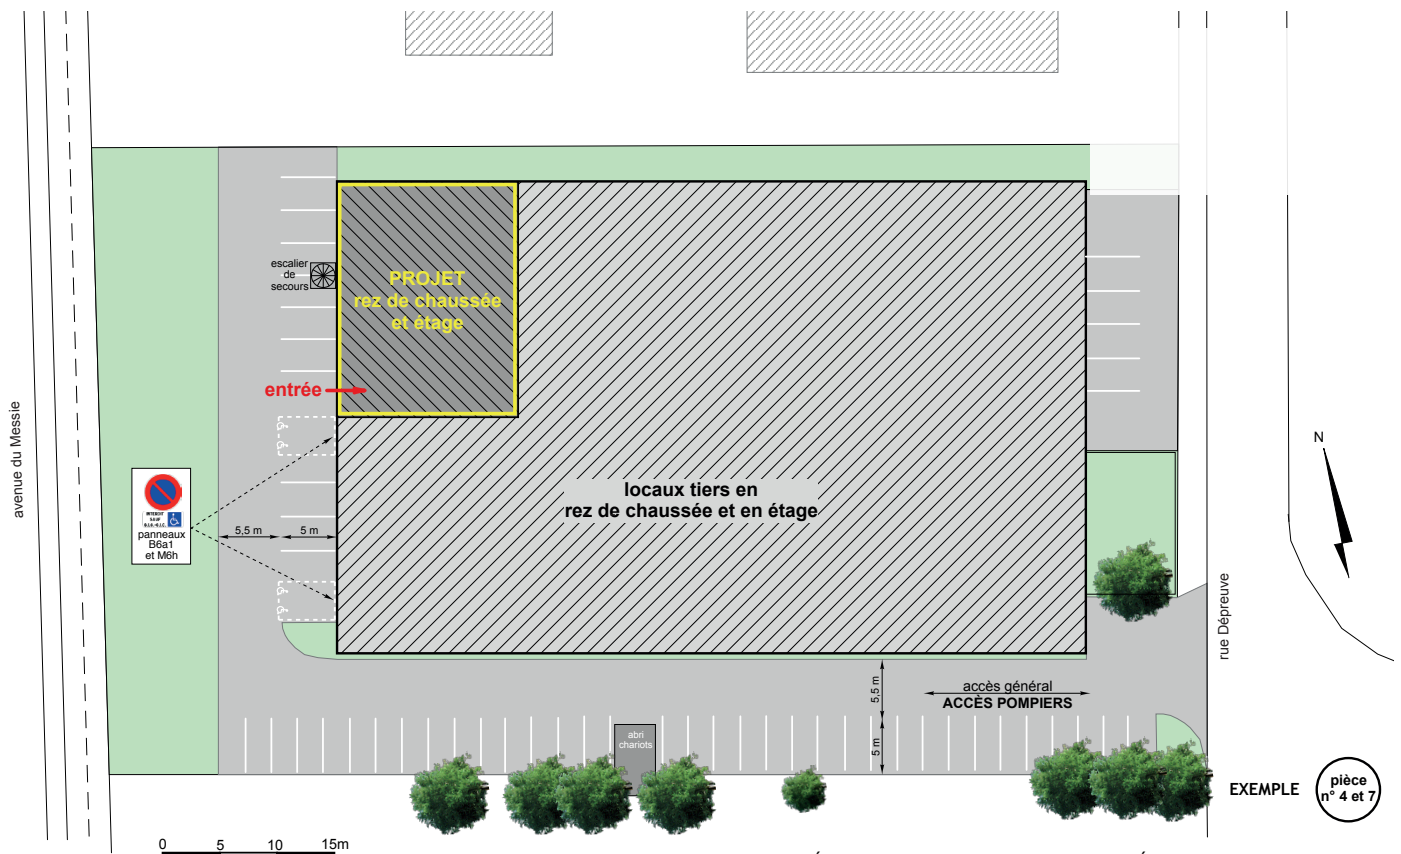 escalier
de
secours
PROJET
rez de chaussée
et étage
entrée
avenue du Messie
INTERDIT
SAUF
G.I.G.-G.I.C.
panneaux
B6a1
et M6h
5,5 m
5 m
locaux tiers en
rez de chaussée et en étage
N
rue Dépreuve
5,5 m
accès général
ACCÈS POMPIERS
5 m
abri
chariots
EXEMPLE
pièce
n° 4 et 7
0 5 10 15m